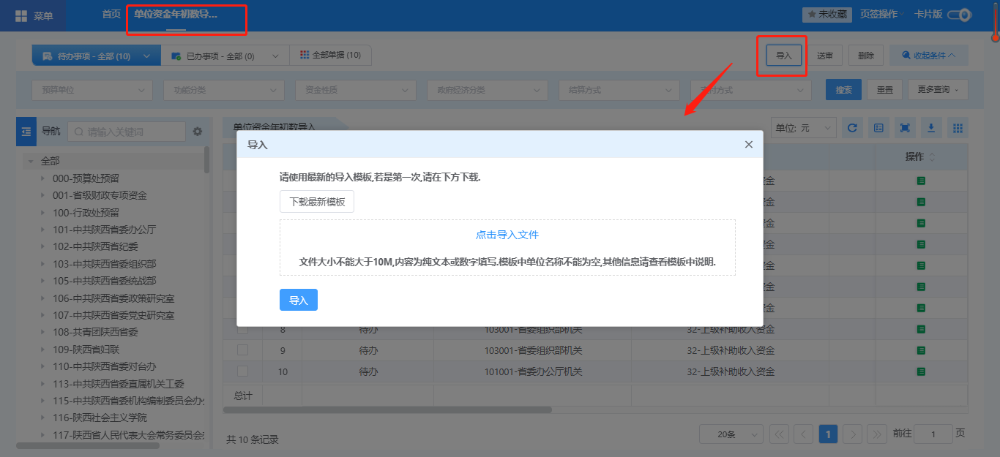 菜单
首页
单位资金年初数导...
未收藏
页签操作
卡片版
待办事项 - 全部 (10)
已办事项 - 全部 (0)
全部单据 (10)
导入
送审
删除
收起条件
预算单位
功能分类
资金性质
政府经济分类
结算方式
支付方式
搜索
重置
更多查询
导航
请输入关键词
单位资金年初数导入
单位: 元
全部
000-预算处预留
001-省级财政专项资金
100-行政处预留
101-中共陕西省委办公厅
102-中共陕西省纪委
103-中共陕西省委组织部
105-中共陕西省委统战部
106-中共陕西省委政策研究室
107-中共陕西省委党史研究室
108-共青团陕西省委
109-陕西省妇联
110-中共陕西省委对台办
113-中共陕西省委直属机关工委
115-中共陕西省委机构编制委员会办
116-陕西社会主义学院
117-陕西省人民代表大会常务委员会
导入
请使用最新的导入模板,若是第一次,请在下方下载.
下载最新模板
点击导入文件
文件大小不能大于10M,内容为纯文本或数字填写.模板中单位名称不能为空,其他信息请查看模板中说明.
导入
操作
资金
资金
资金
资金
资金
资金
资金
8 待办 103001-省委组织部机关 32-上级补助收入资金
9 待办 103001-省委组织部机关 32-上级补助收入资金
10 待办 101001-省委办公厅机关 32-上级补助收入资金
总计
共 10 条记录
20条
1
前往 1 页